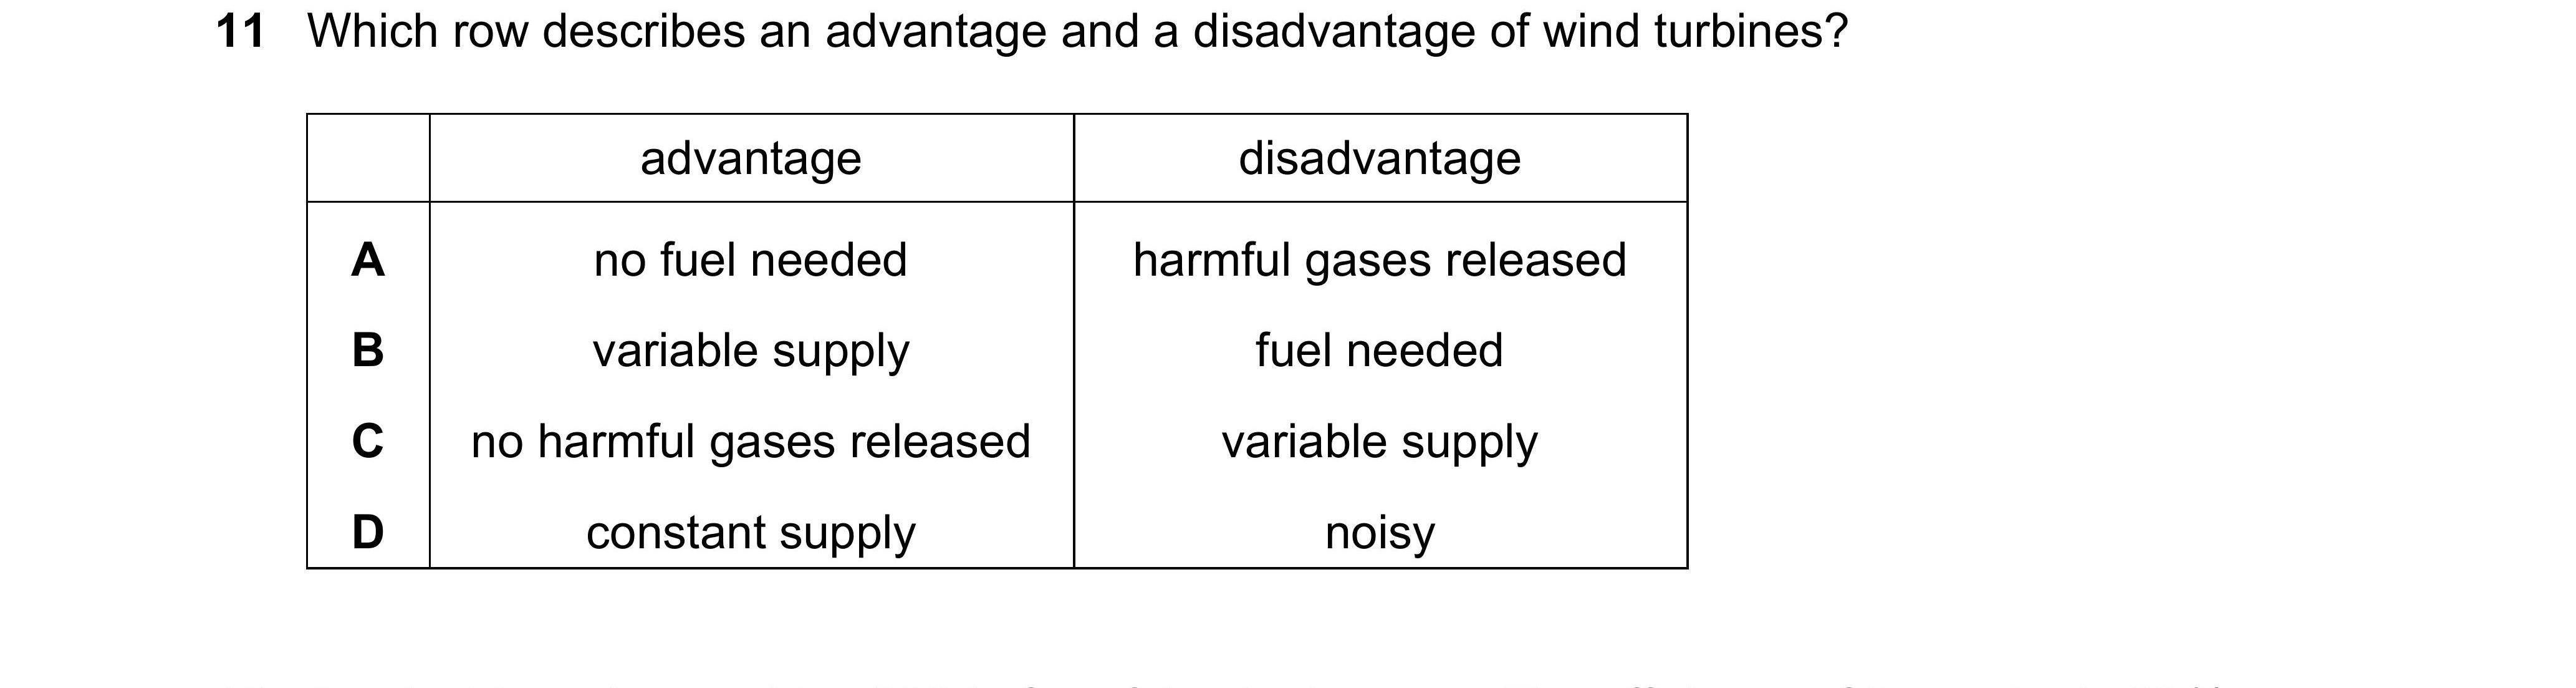 11 Which row describes an advantage and a disadvantage of wind turbines?
advantage disadvantage
A no fuel needed harmful gases released
B variable supply fuel needed
C no harmful gases released variable supply
D constant supply noisy